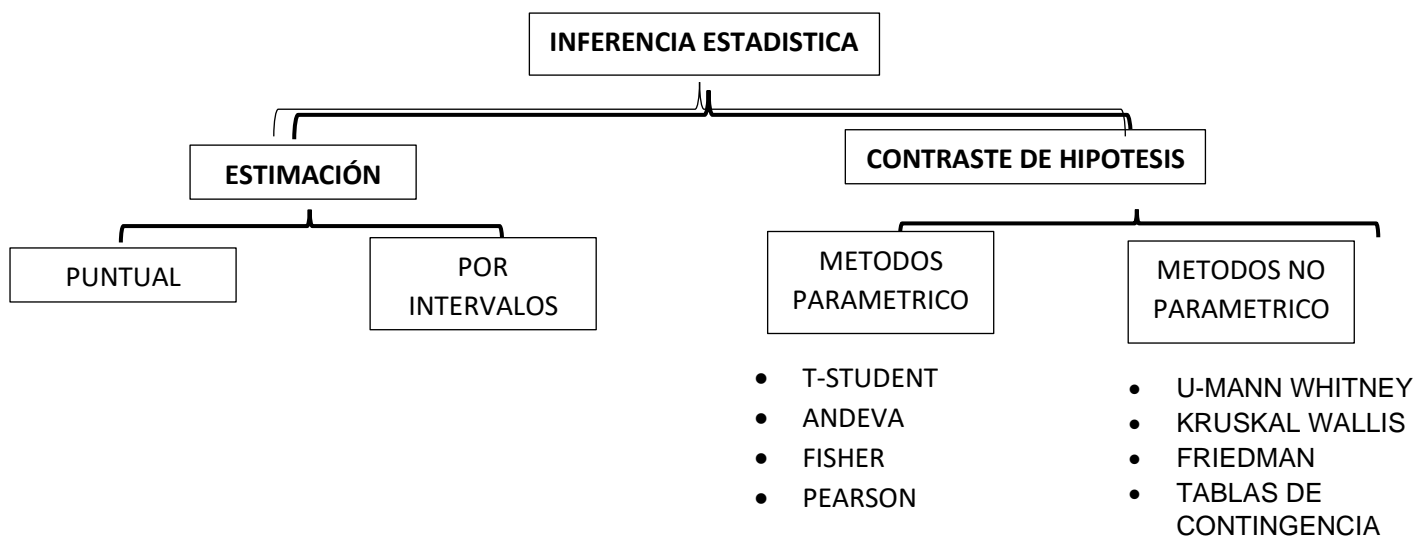 INFERENCIA ESTADISTICA
ESTIMACIÓN
CONTRASTE DE HIPOTESIS
PUNTUAL
POR
INTERVALOS
METODOS
PARAMETRICO
METODOS NO
PARAMETRICO
• T-STUDENT
• ANDEVA
• FISHER
• PEARSON
• U-MANN WHITNEY
• KRUSKAL WALLIS
• FRIEDMAN
• TABLAS DE
CONTINGENCIA